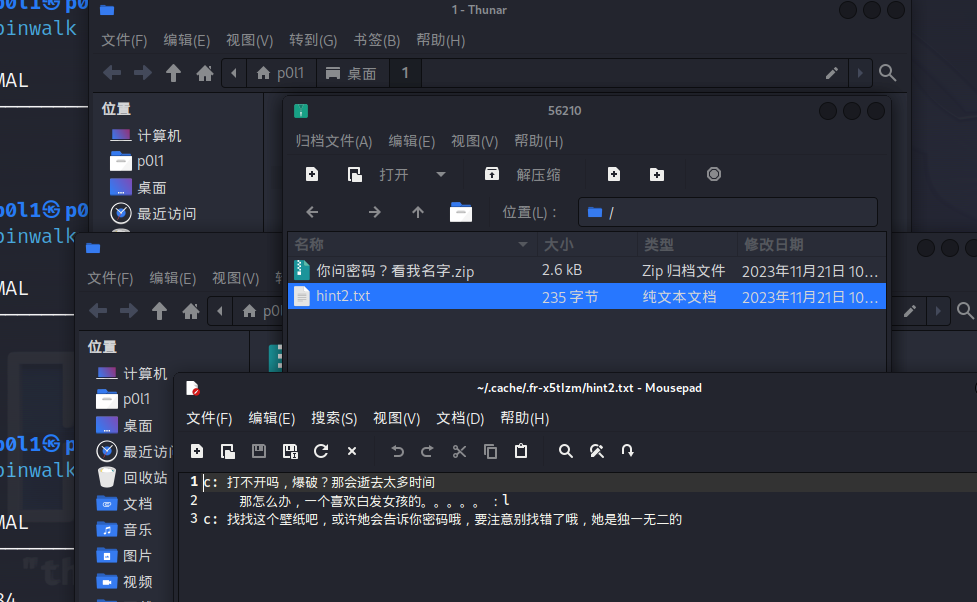 p0l1㉿p0
binwalk
MAL
p0l1㉿p0
binwalk
MAL
p0l1㉿p
binwalk
MAL
34
"th
1 - Thunar
文件(F) 编辑(E) 视图(V) 转到(G) 书签(B) 帮助(H)
p0l1 桌面 1
位置
计算机
p0l1
桌面
最近访问
文件(F) 编辑(E) 视图(V)
p0
位置
计算机
p0l1
桌面
最近访
回收站
文档
音乐
图片
视频
56210
归档文件(A) 编辑(E) 视图(V) 帮助(H)
打开 解压缩
位置(L)： /
名称 大小 类型 修改日期
你问密码？看我名字.zip 2.6 kB Zip 归档文件 2023年11月21日 10...
hint2.txt 235 字节 纯文本文档 2023年11月21日 10...
~/.cache/.fr-x5tIzm/hint2.txt - Mousepad
文件(F) 编辑(E) 搜索(S) 视图(V) 文档(D) 帮助(H)
1 c: 打不开吗，爆破？那会逝去太多时间
2 那怎么办，一个喜欢白发女孩的。。。。。 ：l
3 c: 找找这个壁纸吧，或许她会告诉你密码哦，要注意别找错了哦，她是独一无二的